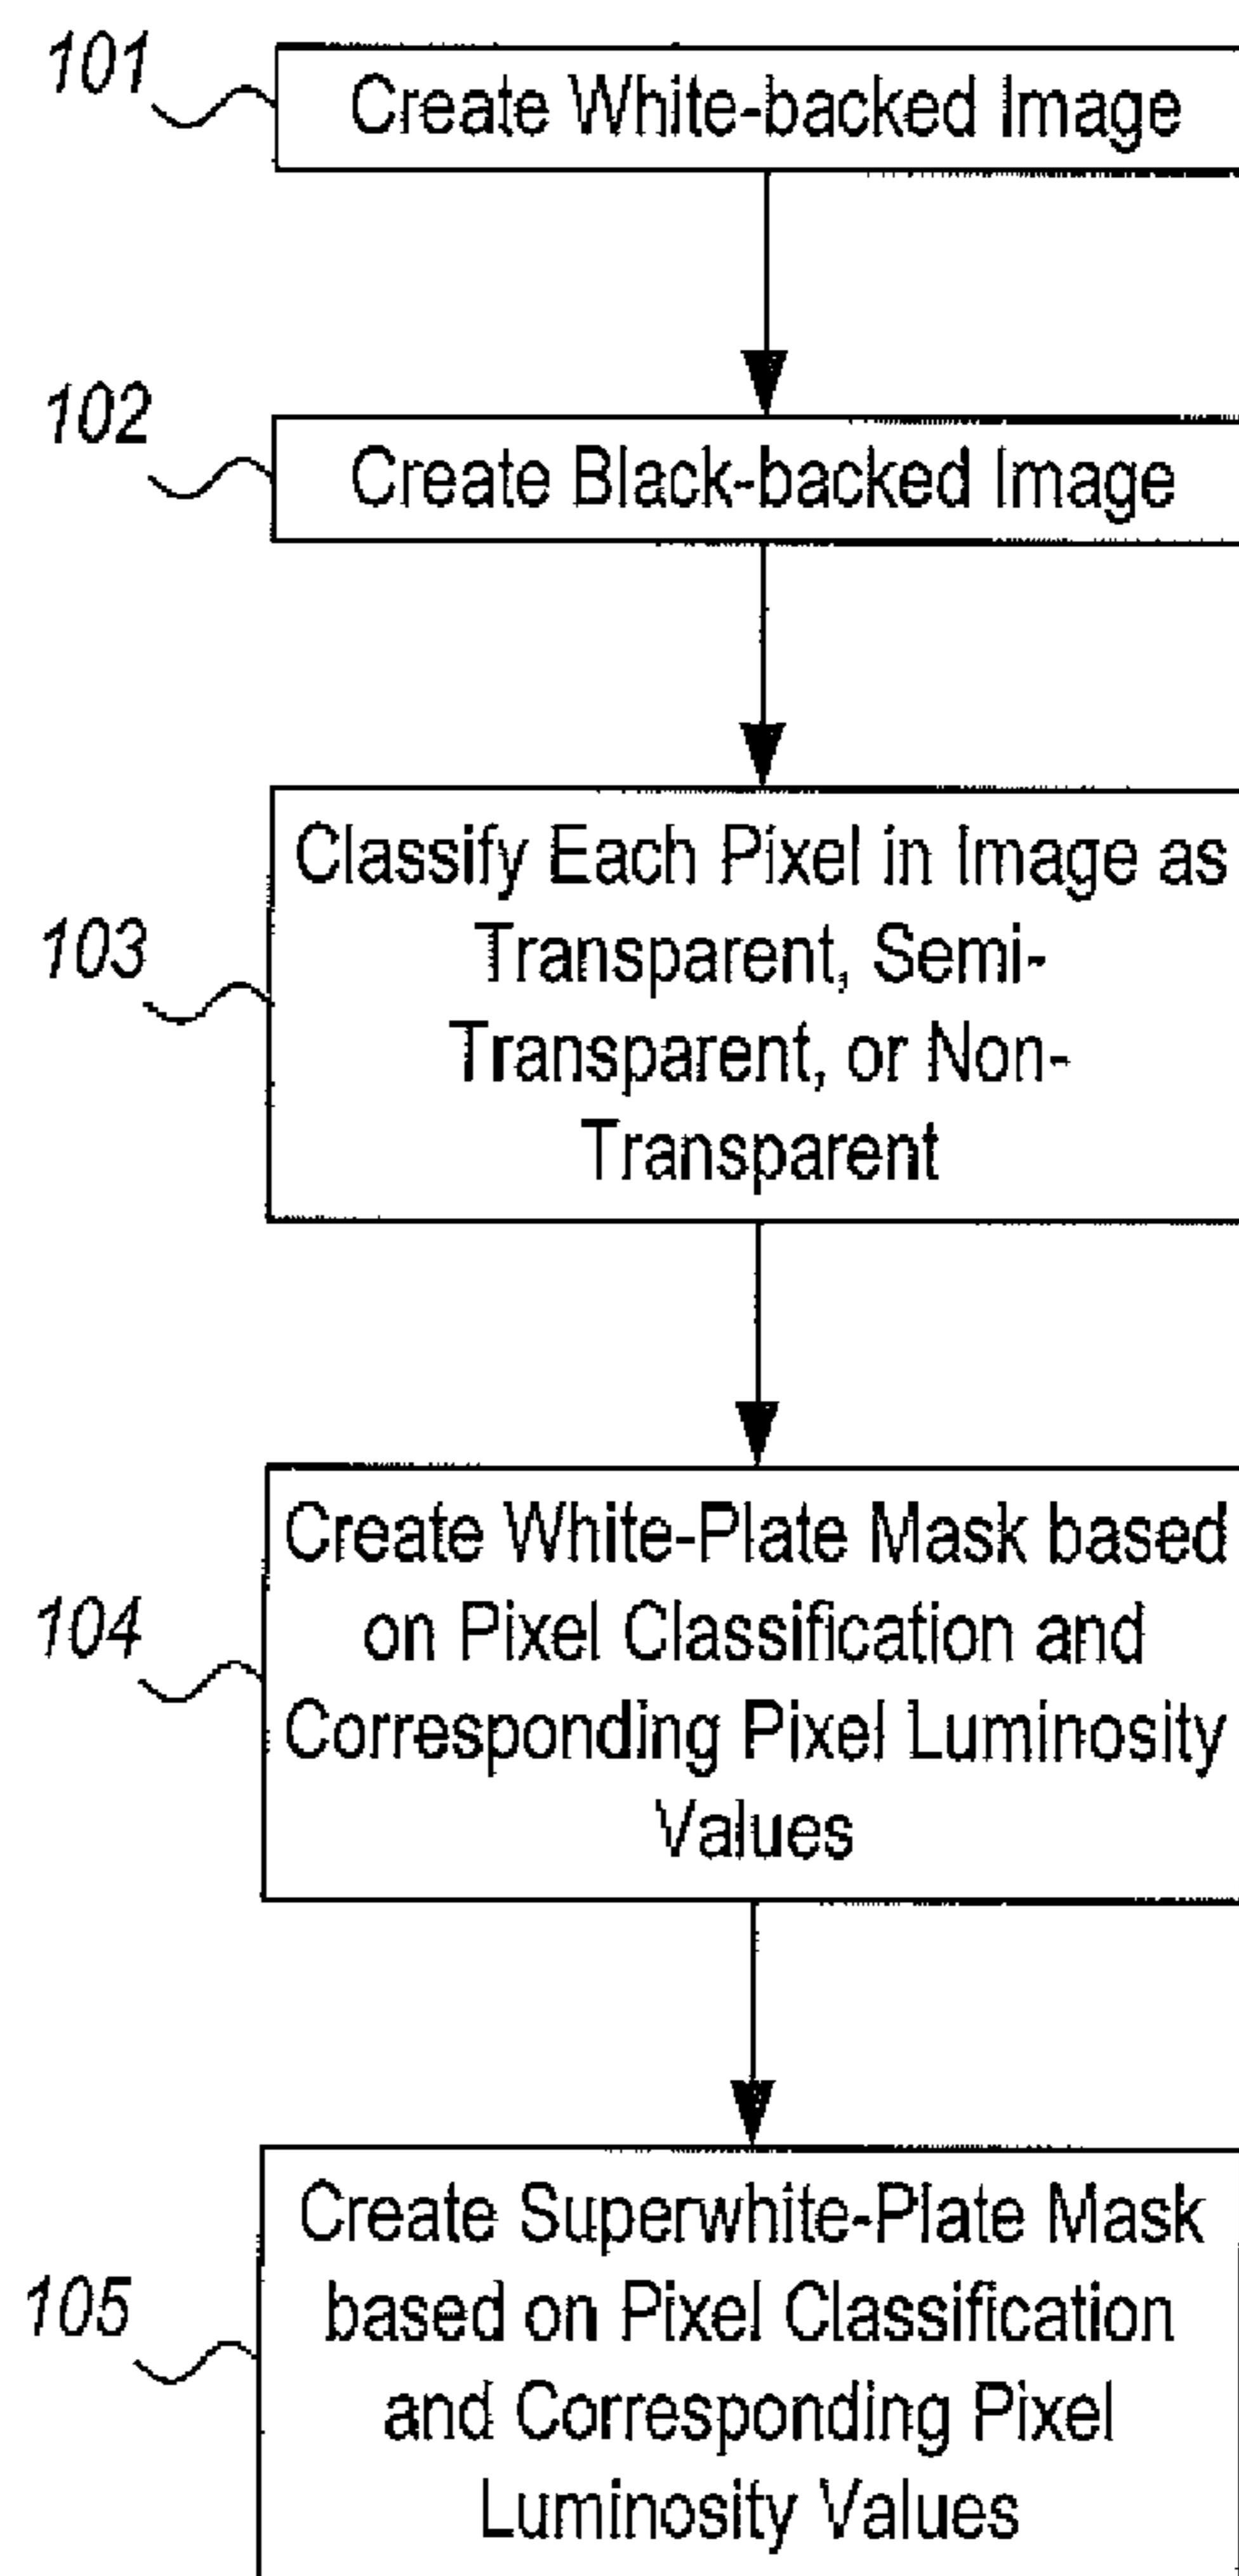 101
Create White-backed Image
102
Create Black-backed Image
103
Classify Each Pixel in Image as
Transparent, Semi-
Transparent, or Non-
Transparent
104
Create White-Plate Mask based
on Pixel Classification and
Corresponding Pixel Luminosity
Values
105
Create Superwhite-Plate Mask
based on Pixel Classification
and Corresponding Pixel
Luminosity Values